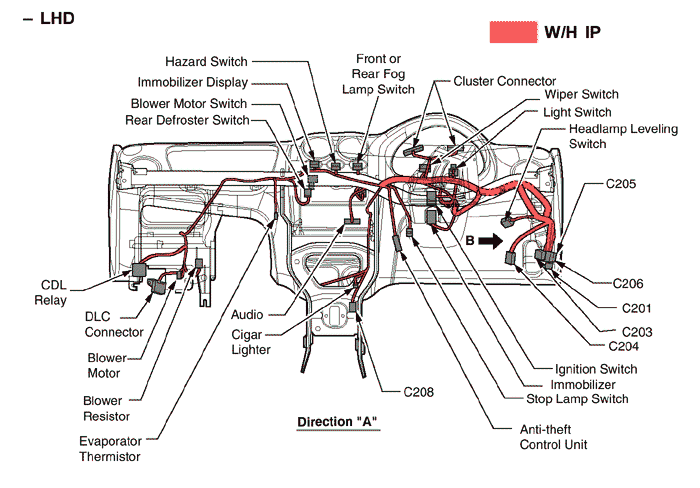 – LHD
W/H IP
Hazard Switch
Immobilizer Display
Blower Motor Switch
Rear Defroster Switch
Front or
Rear Fog
Lamp Switch
Cluster Connector
Wiper Switch
Light Switch
Headlamp Leveling
Switch
C205
B
CDL
Relay
DLC
Connector
Blower
Motor
Blower
Resistor
Evaporator
Thermistor
Audio
Cigar
Lighter
C208
Direction "A"
C206
C201
C203
C204
Ignition Switch
Immobilizer
Stop Lamp Switch
Anti-theft
Control Unit